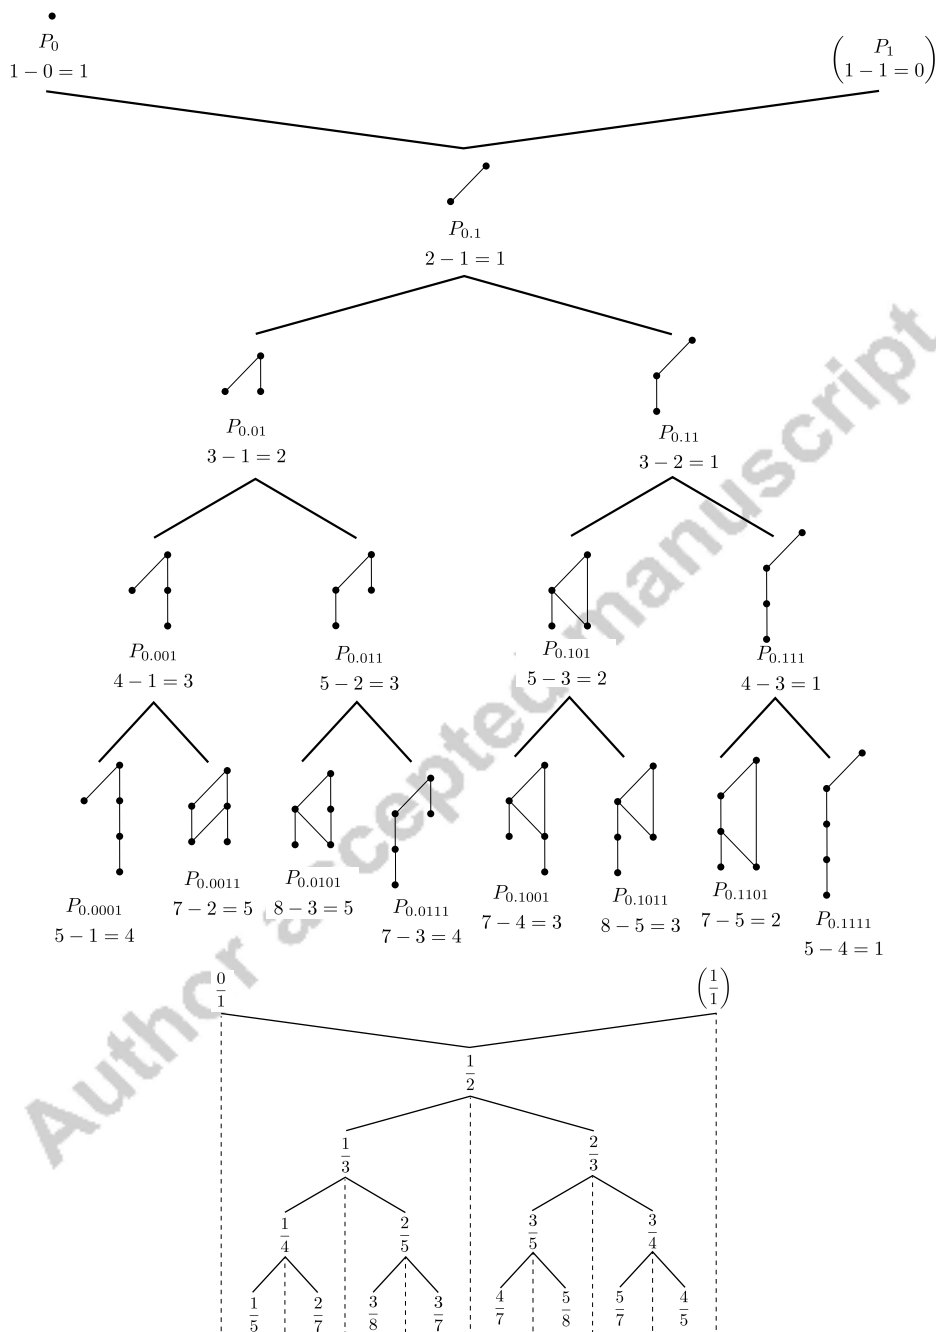 P_0
1 − 0 = 1
(P_1
1 − 1 = 0)
P_{0.1}
2 − 1 = 1
P_{0.01}
3 − 1 = 2
P_{0.11}
3 − 2 = 1
P_{0.001}
4 − 1 = 3
P_{0.011}
5 − 2 = 3
P_{0.101}
5 − 3 = 2
P_{0.111}
4 − 3 = 1
P_{0.0001}
5 − 1 = 4
P_{0.0011}
7 − 2 = 5
P_{0.0101}
8 − 3 = 5
P_{0.0111}
7 − 3 = 4
P_{0.1001}
7 − 4 = 3
P_{0.1011}
8 − 5 = 3
P_{0.1101}
7 − 5 = 2
P_{0.1111}
5 − 4 = 1
0/1 (1/1)
1/2
1/3 2/3
1/4 2/5 3/5 3/4
1/5 2/7 3/8 3/7 4/7 5/8 5/7 4/5
Author accepted manuscript